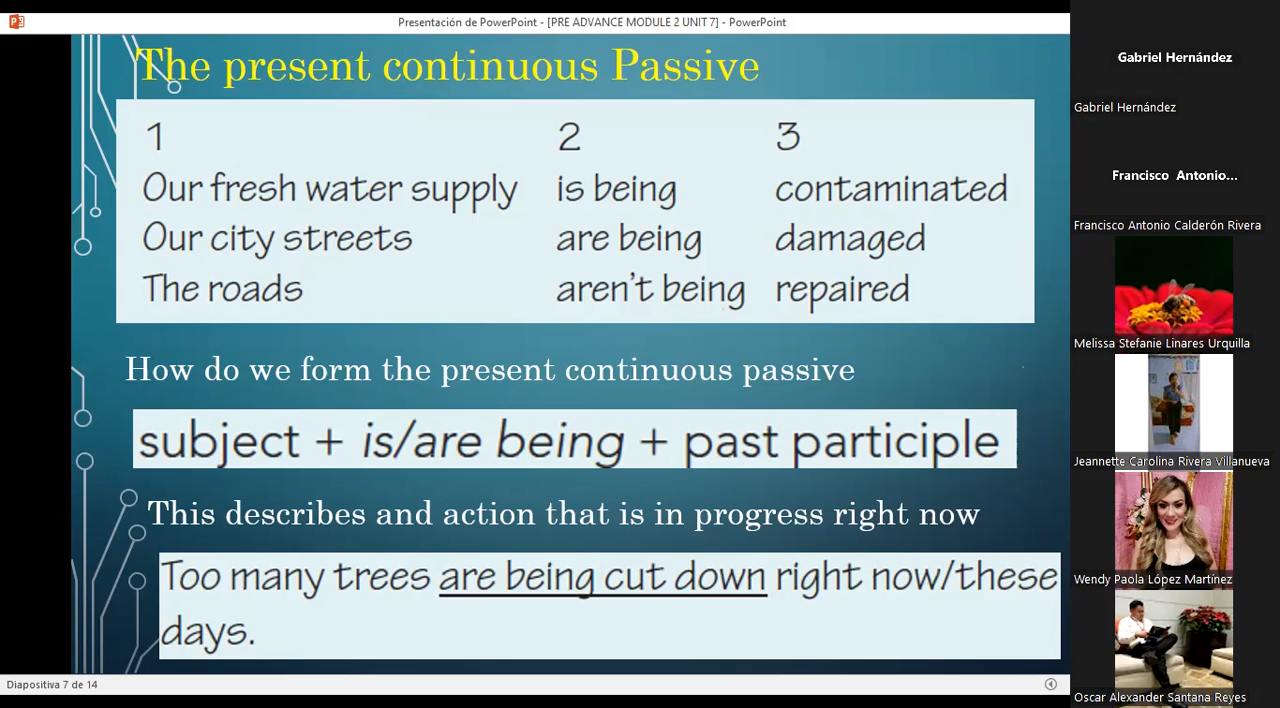 Presentación de PowerPoint - [PRE ADVANCE MODULE 2 UNIT 7] - PowerPoint
The present continuous Passive
1 2 3
Our fresh water supply is being contaminated
Our city streets are being damaged
The roads aren't being repaired
How do we form the present continuous passive
subject + is/are being + past participle
This describes and action that is in progress right now
Too many trees are being cut down right now/these
days.
Diapositiva 7 de 14
Gabriel Hernández
Gabriel Hernández
Francisco Antonio...
Francisco Antonio Calderón Rivera
Melissa Stefanie Linares Urquilla
Jeannette Carolina Rivera Villanueva
Wendy Paola López Martínez
Oscar Alexander Santana Reyes